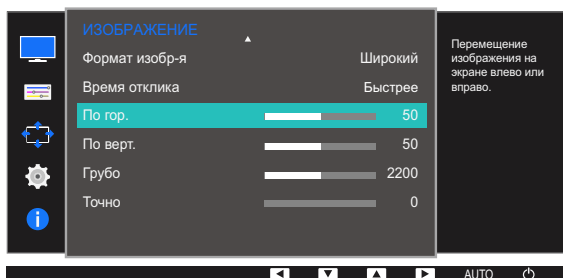 ИЗОБРАЖЕНИЕ
Формат изобр-я Широкий
Время отклика Быстрее
По гор. 50
По верт. 50
Грубо 2200
Точно 0
Перемещение
изображения на
экране влево или
вправо.
AUTO